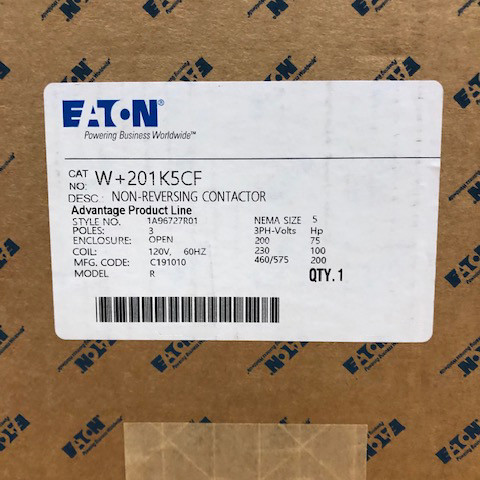 EATON®
Powering Business Worldwide™
CAT NO: W+201K5CF
DESC.: NON-REVERSING CONTACTOR
Advantage Product Line
STYLE NO. 1A96727R01 NEMA SIZE 5
POLES: 3 3PH-Volts Hp
ENCLOSURE: OPEN 200 75
COIL: 120V, 60HZ 230 100
MFG. CODE: C191010 460/575 200
MODEL R
QTY. 1